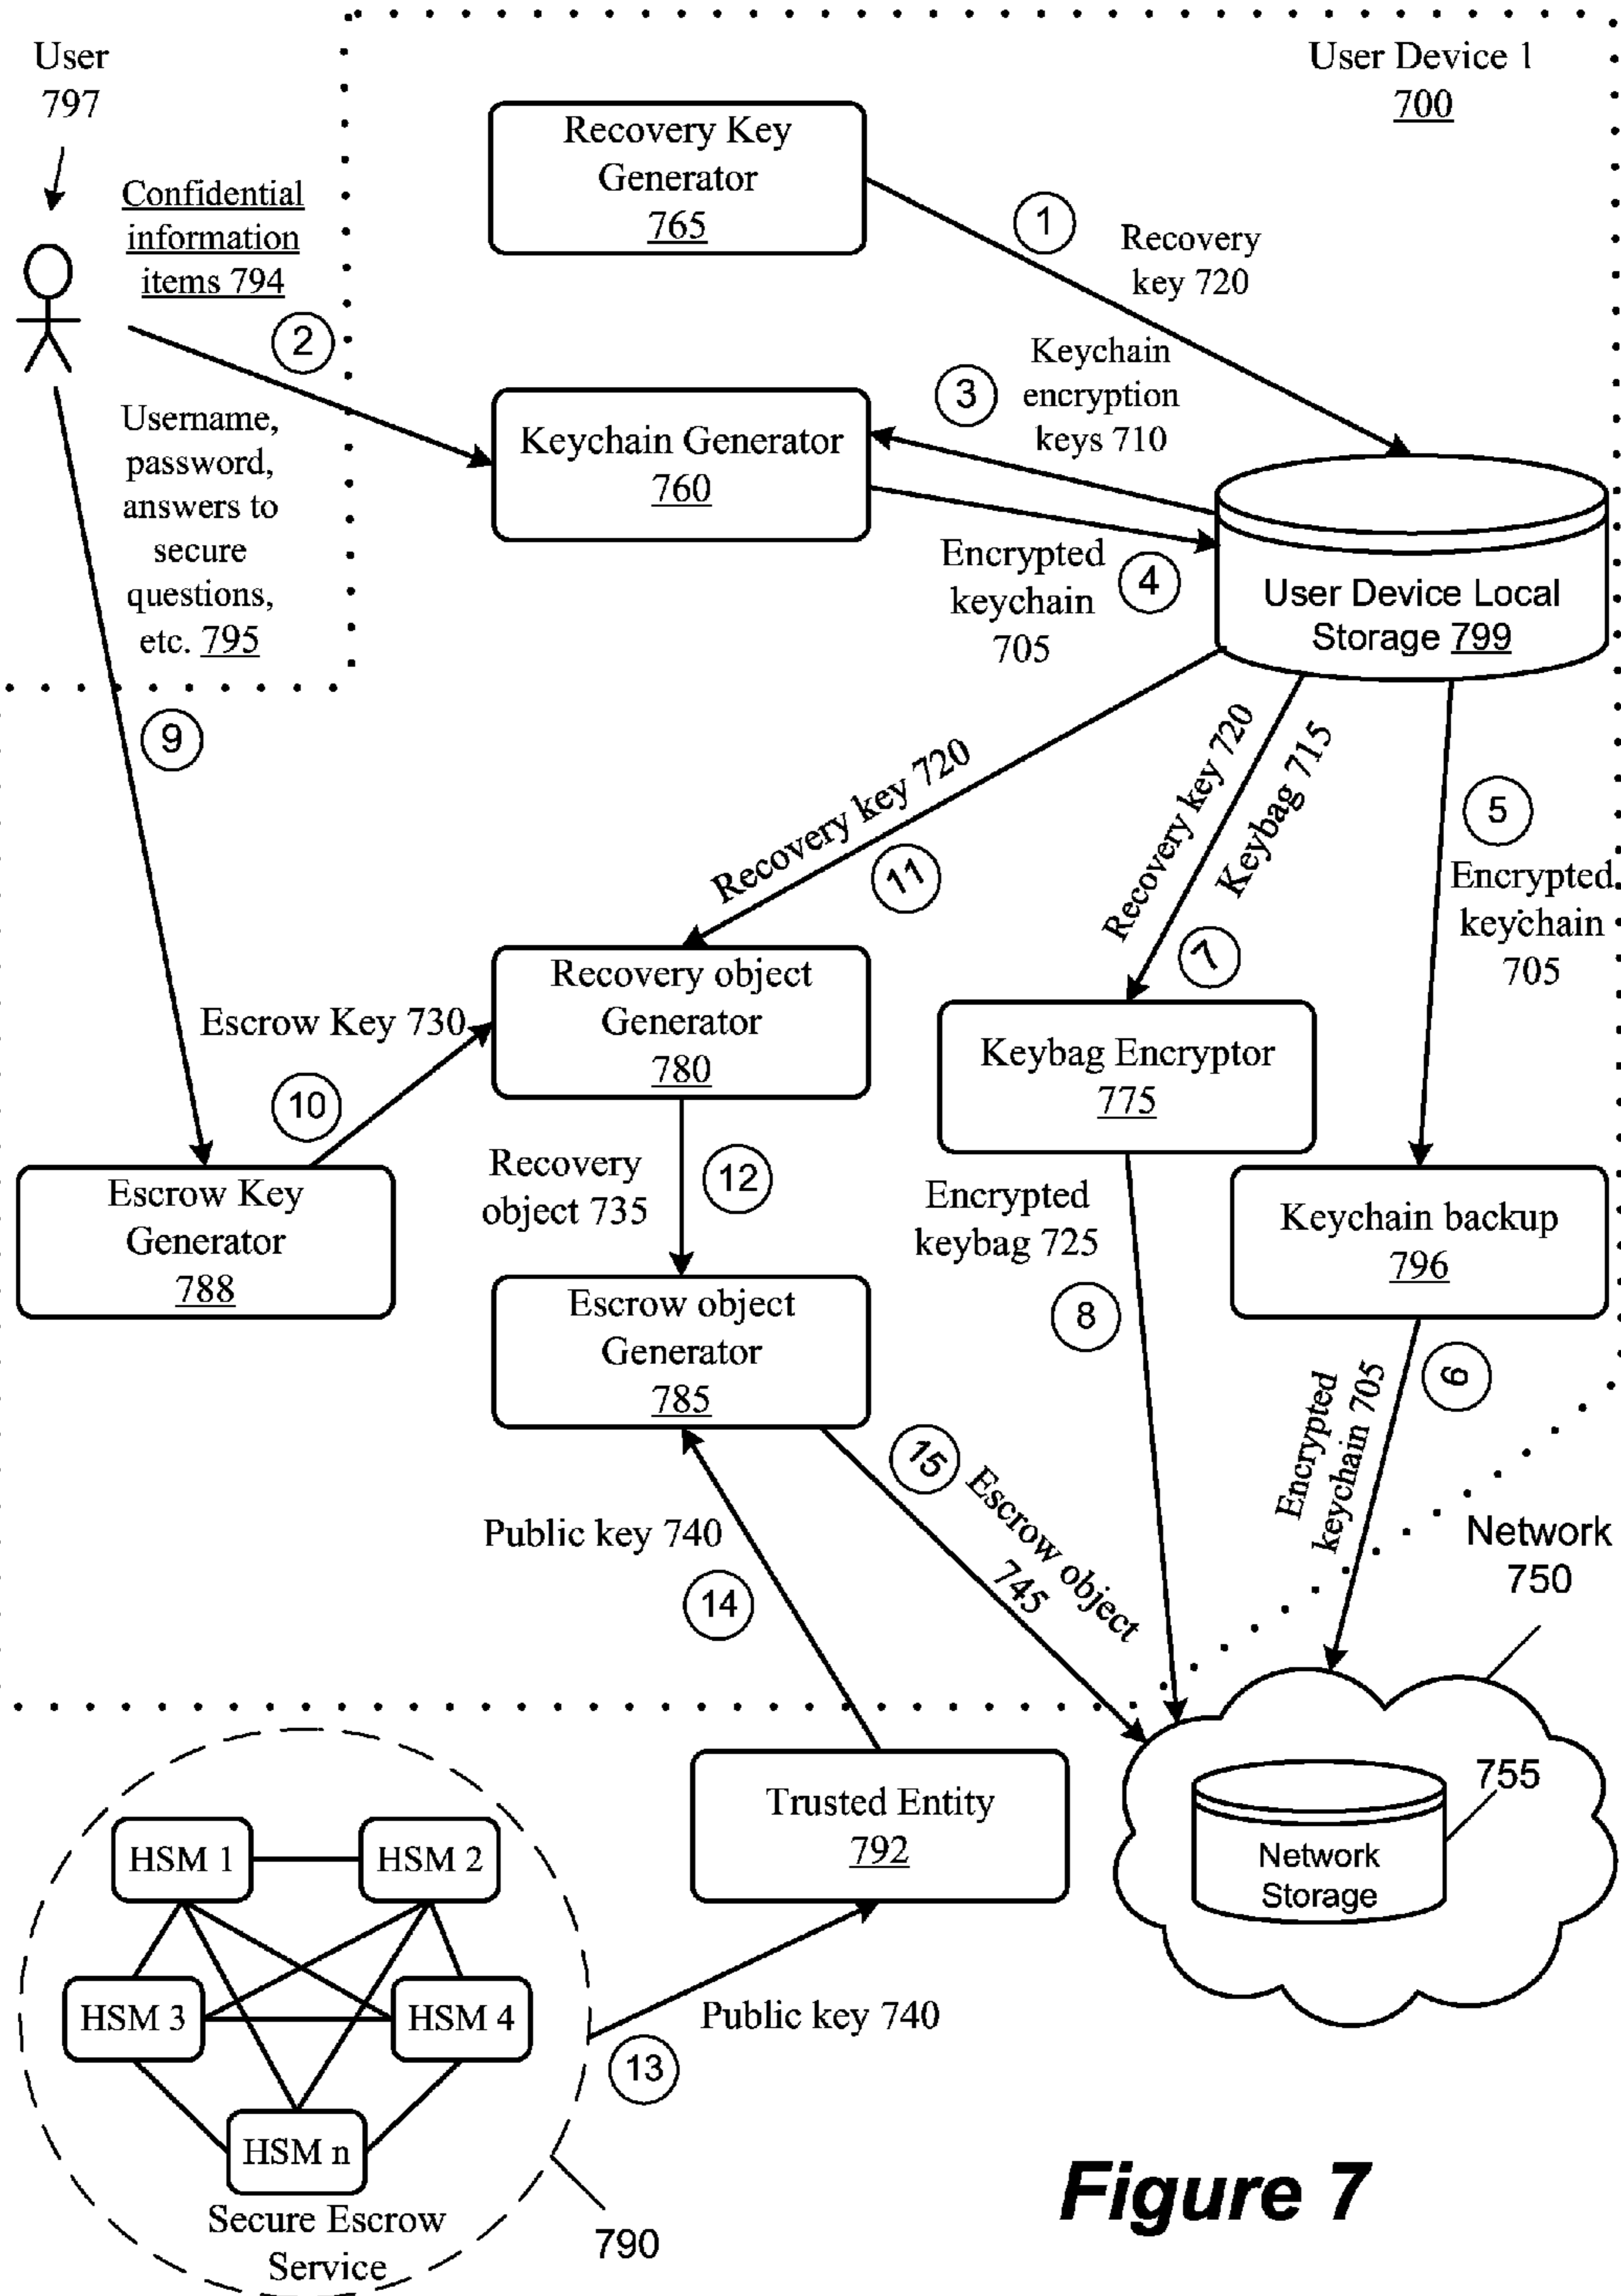 User
797
User Device 1
700
Confidential
information
items 794
Recovery Key
Generator
765
1
Recovery
key 720
2
Username,
password,
answers to
secure
questions,
etc. 795
Keychain Generator
760
3
Keychain
encryption
keys 710
Encrypted
keychain
705
4
User Device Local
Storage 799
9
Recovery key 720
11
Recovery key 720
Keybag 715
7
5
Encrypted
keychain
705
Escrow Key 730
10
Recovery object
Generator
780
Keybag Encryptor
775
Escrow Key
Generator
788
Recovery
object 735
12
Encrypted
keybag 725
8
Keychain backup
796
Escrow object
Generator
785
Encrypted
keychain 705
6
15
Escrow object
745
Public key 740
14
Network
750
Trusted Entity
792
755
Network
Storage
HSM 1
HSM 2
HSM 3
HSM 4
HSM n
Secure Escrow
Service
790
Public key 740
13
Figure 7